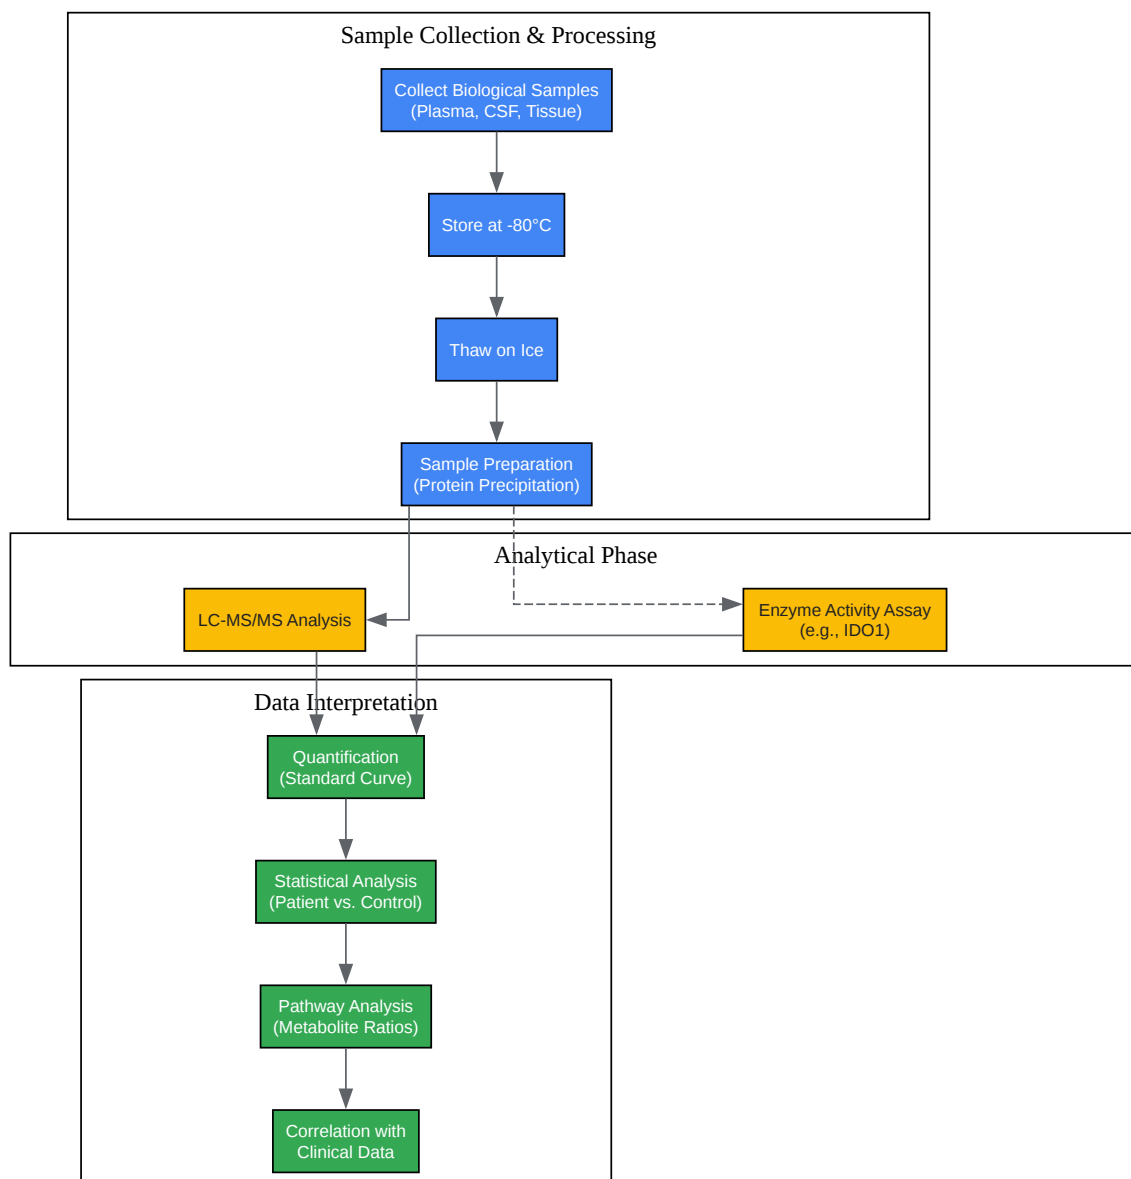 Sample Collection & Processing
Collect Biological Samples
(Plasma, CSF, Tissue)
Store at -80°C
Thaw on Ice
Sample Preparation
(Protein Precipitation)
Analytical Phase
LC-MS/MS Analysis
Enzyme Activity Assay
(e.g., IDO1)
Data Interpretation
Quantification
(Standard Curve)
Statistical Analysis
(Patient vs. Control)
Pathway Analysis
(Metabolite Ratios)
Correlation with
Clinical Data